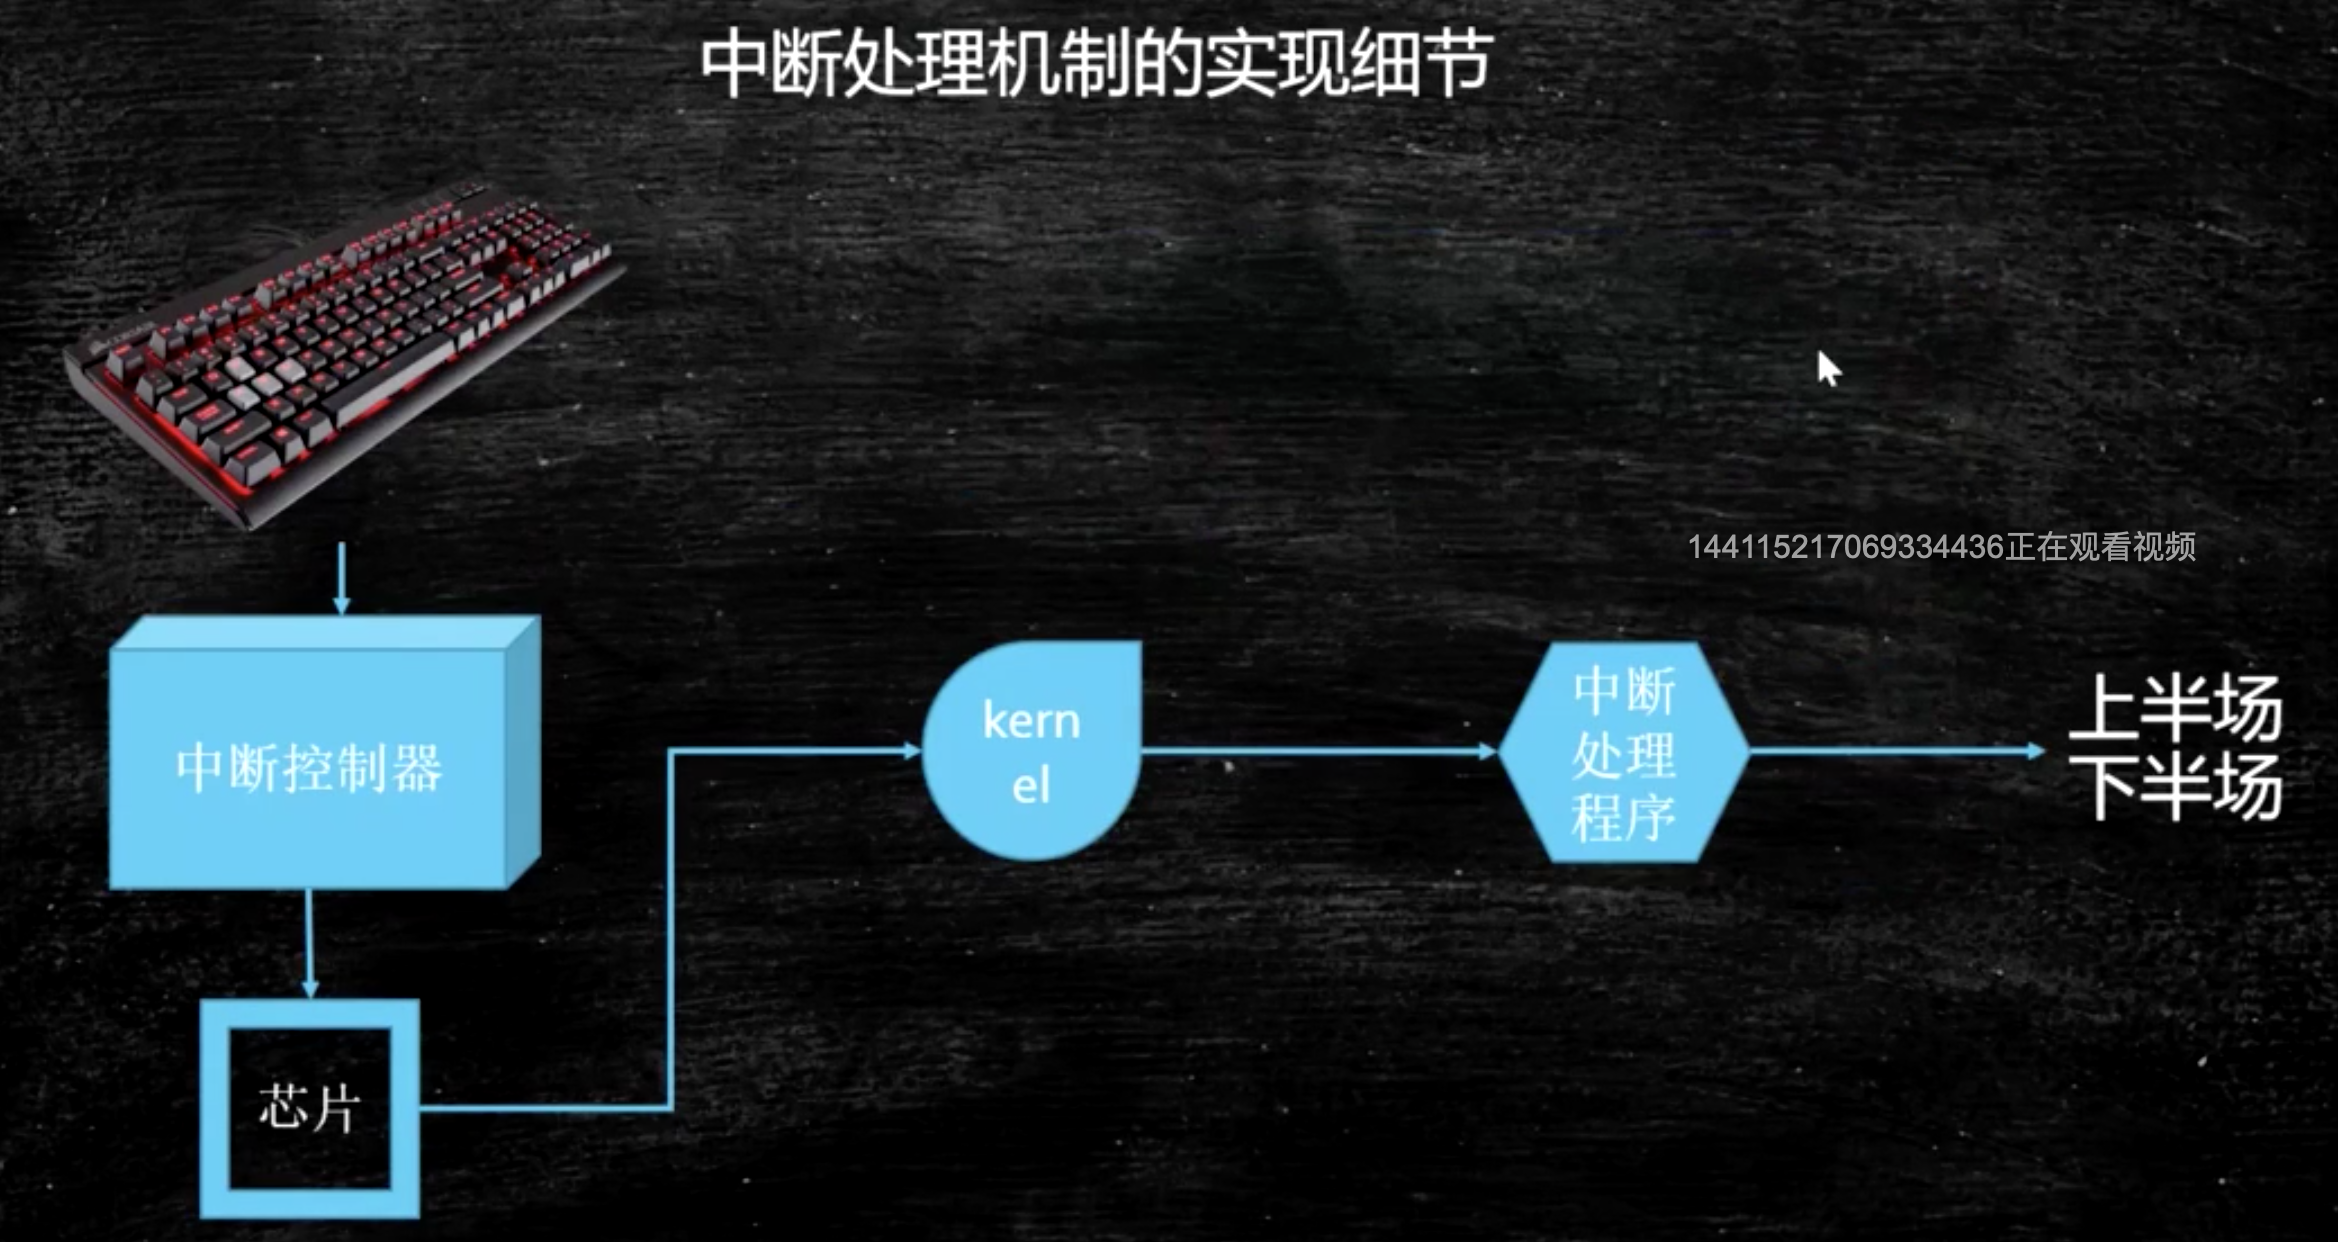 中断处理机制的实现细节
144115217069334436正在观看视频
中断控制器
kern
el
中断
处理
程序
上半场
下半场
芯片